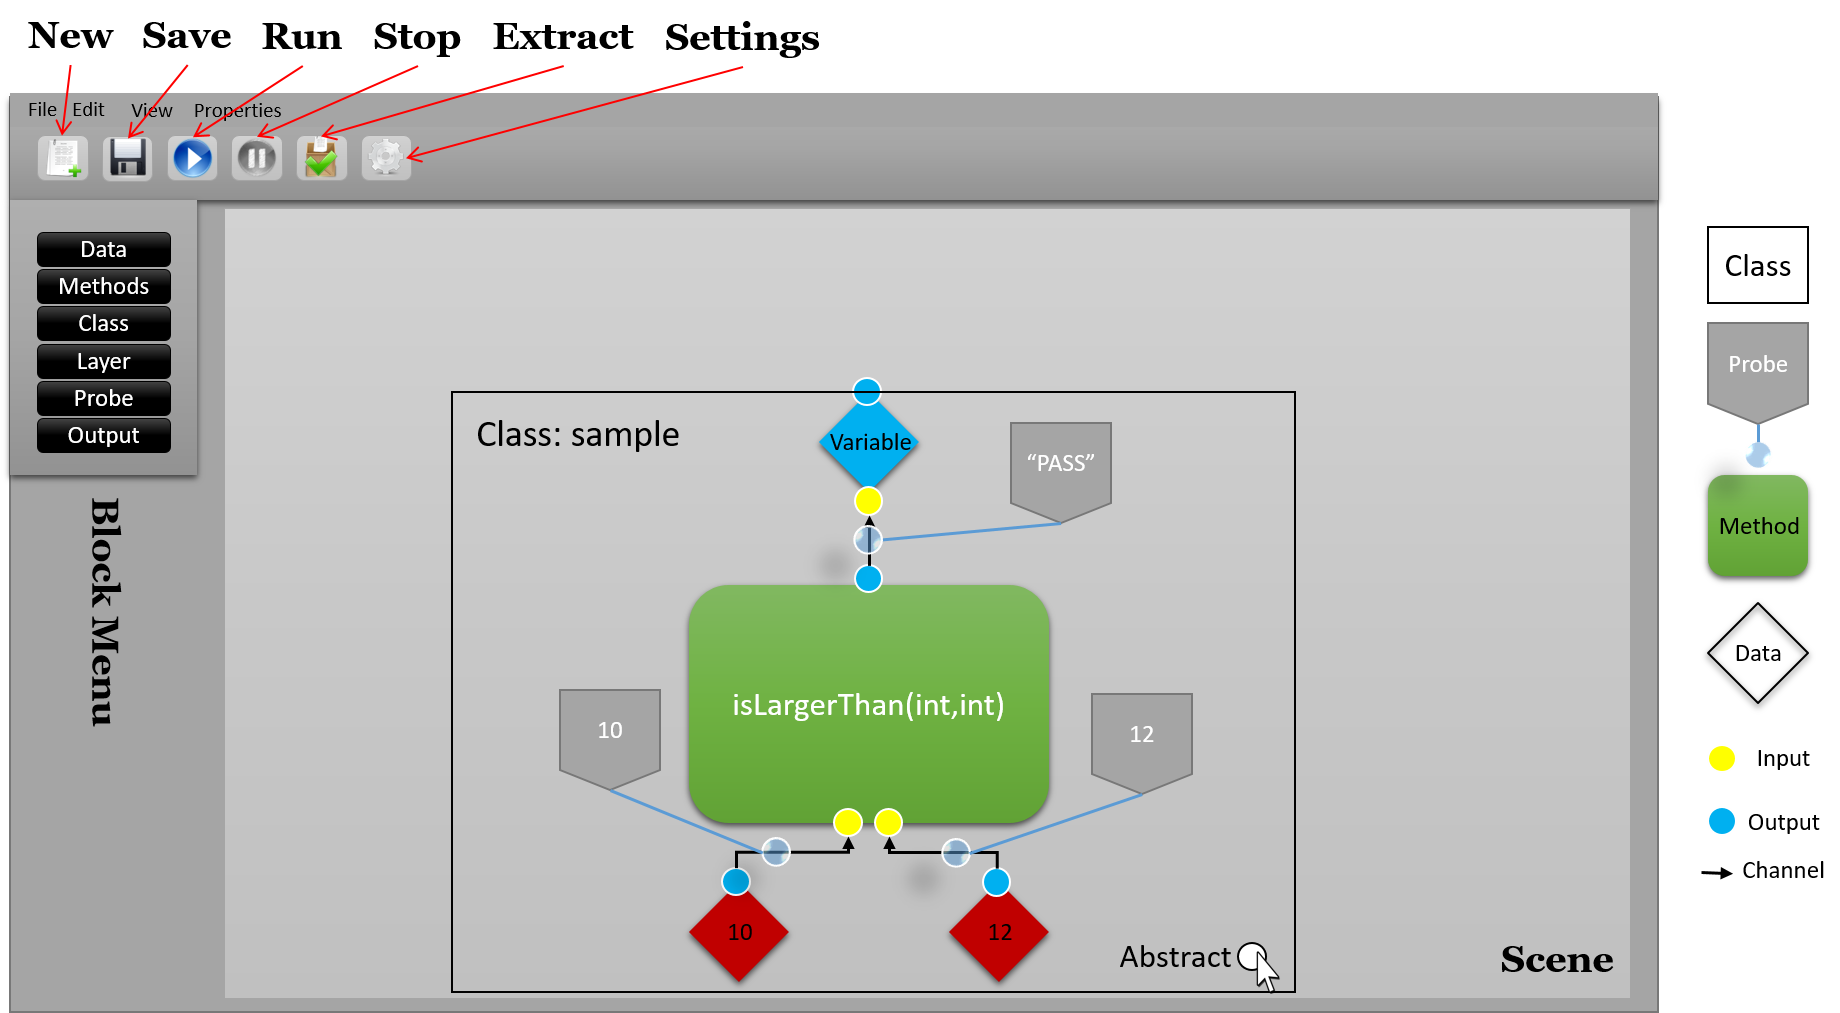 New Save Run Stop Extract Settings
File Edit View Properties
Data
Methods
Class
Layer
Probe
Output
Block Menu
Class: sample
Variable
“PASS”
isLargerThan(int,int)
10
12
10
12
Abstract
Scene
Class
Probe
Method
Data
Input
Output
Channel